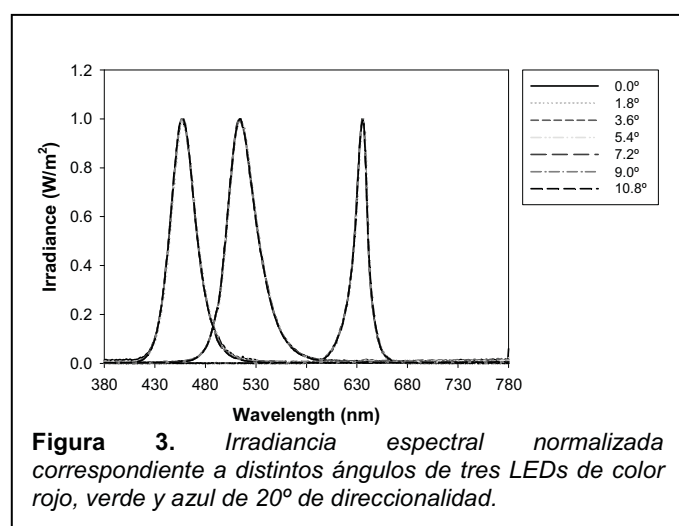 1.2
1.0
0.8
0.6
0.4
0.2
0.0
Irradiance (W/m²)
380 430 480 530 580 630 680 730 780
Wavelength (nm)
0.0º
1.8º
3.6º
5.4º
7.2º
9.0º
10.8º
Figura 3. Irradiancia espectral normalizada
correspondiente a distintos ángulos de tres LEDs de color
rojo, verde y azul de 20º de direccionalidad.